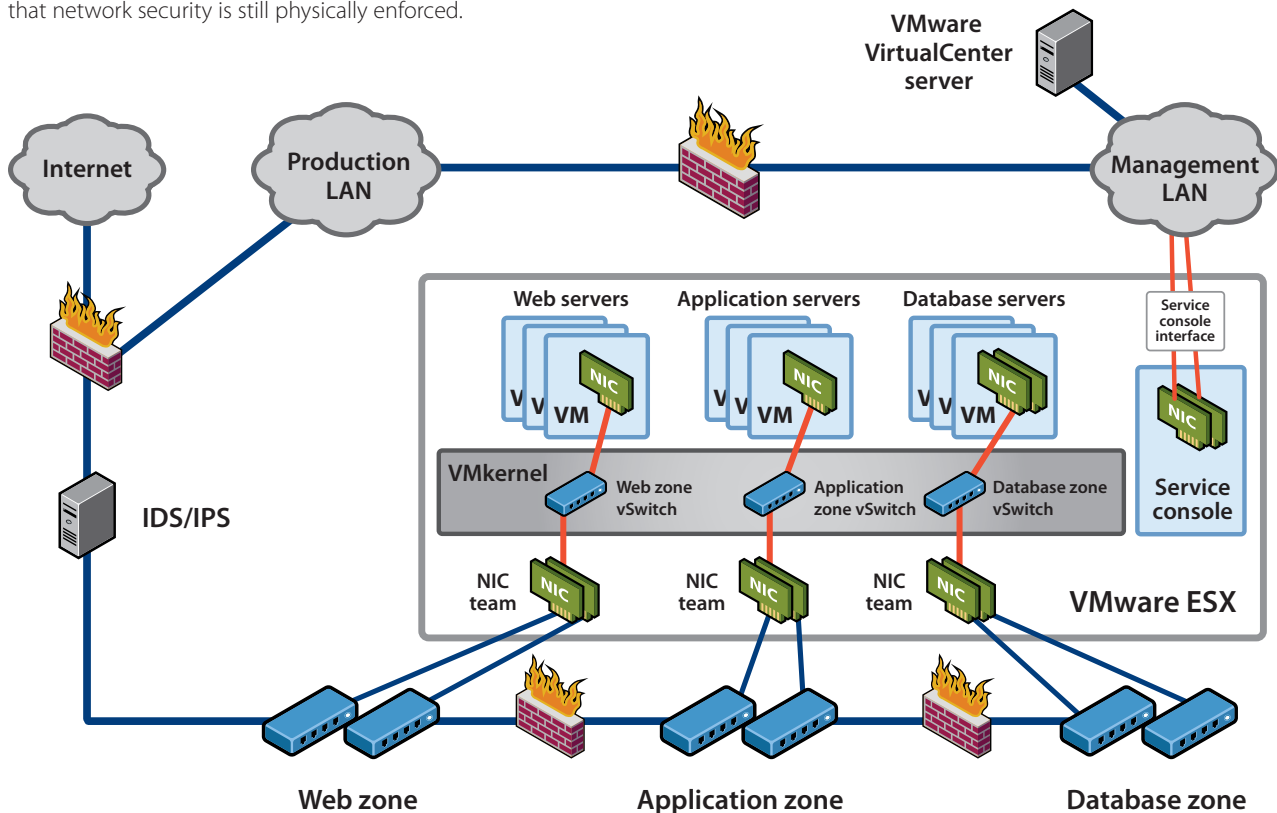 that network security is still physically enforced.
VMware
VirtualCenter
server
Internet
Production
LAN
Management
LAN
Web servers
Application servers
Database servers
Service
console
interface
NIC
NIC
NIC
NIC
V
V
VM
V
V
VM
V
V
VM
VMkernel
Web zone
vSwitch
Application
zone vSwitch
Database zone
vSwitch
Service
console
IDS/IPS
NIC
team
NIC
NIC
team
NIC
NIC
team
NIC
VMware ESX
Web zone
Application zone
Database zone